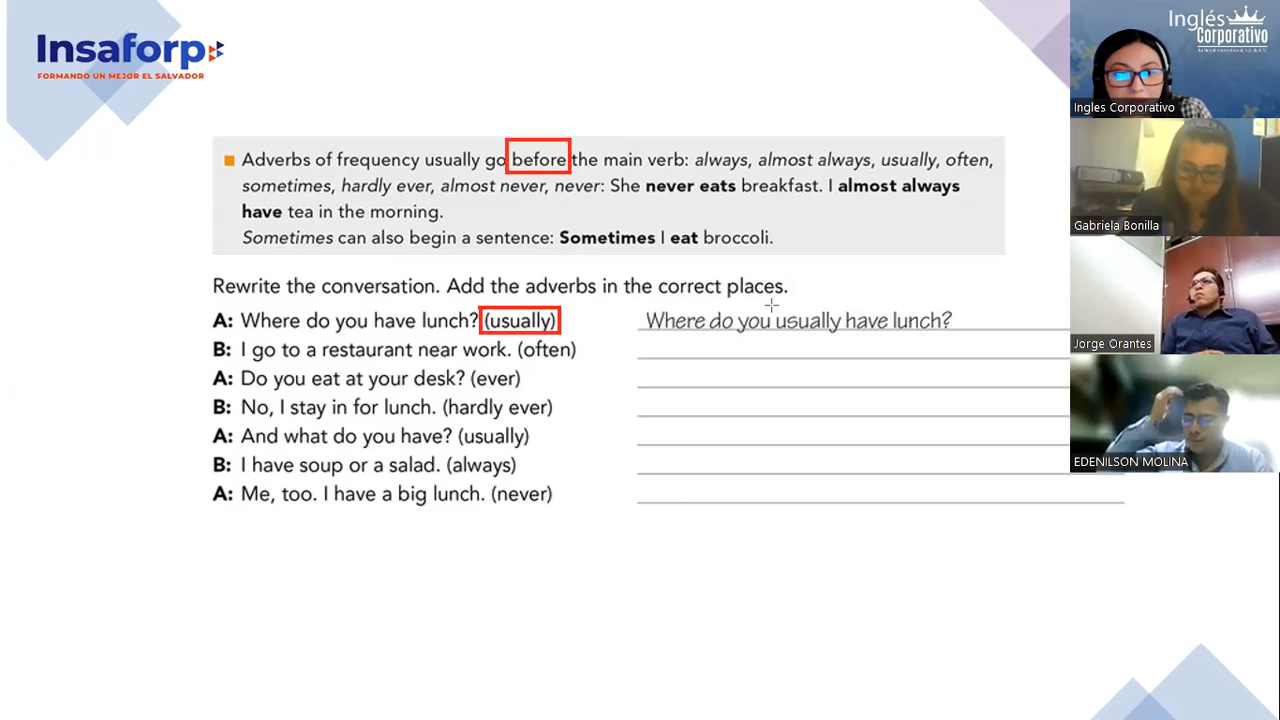 Insaforp
FORMANDO UN MEJOR EL SALVADOR
Adverbs of frequency usually go before the main verb: always, almost always, usually, often,
sometimes, hardly ever, almost never, never: She never eats breakfast. I almost always
have tea in the morning.
Sometimes can also begin a sentence: Sometimes I eat broccoli.
Rewrite the conversation. Add the adverbs in the correct places.
A: Where do you have lunch? (usually) Where do you usually have lunch?
B: I go to a restaurant near work. (often)
A: Do you eat at your desk? (ever)
B: No, I stay in for lunch. (hardly ever)
A: And what do you have? (usually)
B: I have soup or a salad. (always)
A: Me, too. I have a big lunch. (never)
Inglés
Corporativo
Ingles Corporativo
Gabriela Bonilla
Jorge Orantes
EDENILSON MOLINA